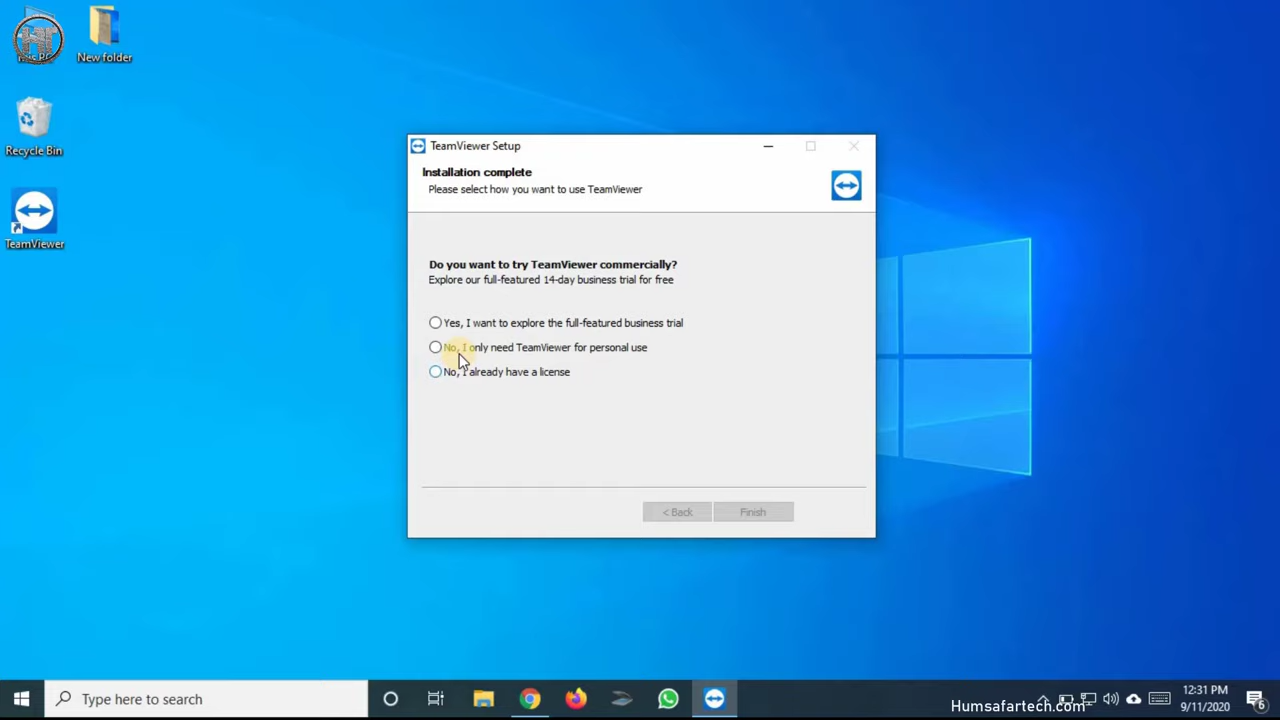 New folder
Recycle Bin
TeamViewer
TeamViewer Setup
Installation complete
Please select how you want to use TeamViewer
Do you want to try TeamViewer commercially?
Explore our full-featured 14-day business trial for free
Yes, I want to explore the full-featured business trial
No, I only need TeamViewer for personal use
No, I already have a license
< Back
Finish
Type here to search
12:31 PM
9/11/2020
6
Humsafartech.com